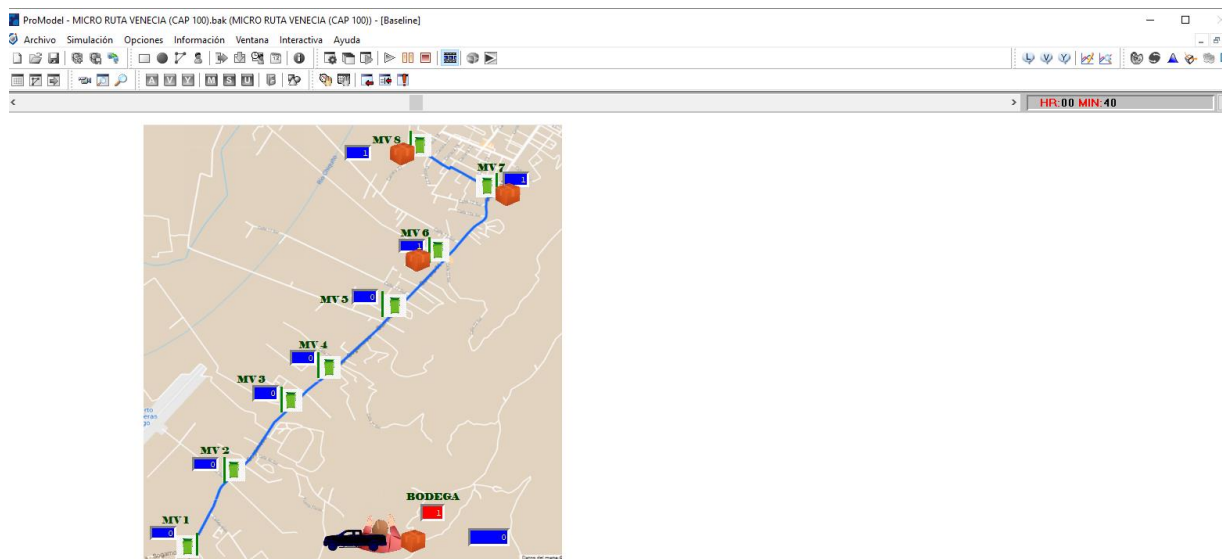 ProModel - MICRO RUTA VENECIA (CAP 100).bak (MICRO RUTA VENECIA (CAP 100)) - [Baseline]
Archivo Simulación Opciones Información Ventana Interactiva Ayuda
HR:00 MIN:40
MV 8
1
MV 7
1
MV 6
1
MV 5
0
MV 4
0
MV 3
0
MV 2
0
BODEGA
1
MV 1
0
0